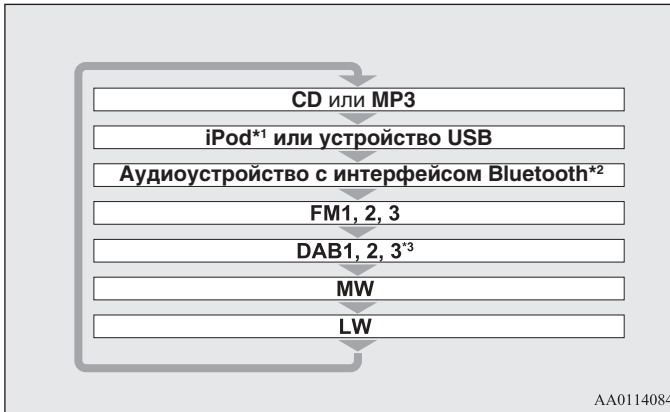 CD или MP3
iPod*1 или устройство USB
Аудиоустройство с интерфейсом Bluetooth*2
FM1, 2, 3
DAB1, 2, 3*3
MW
LW
AA0114084